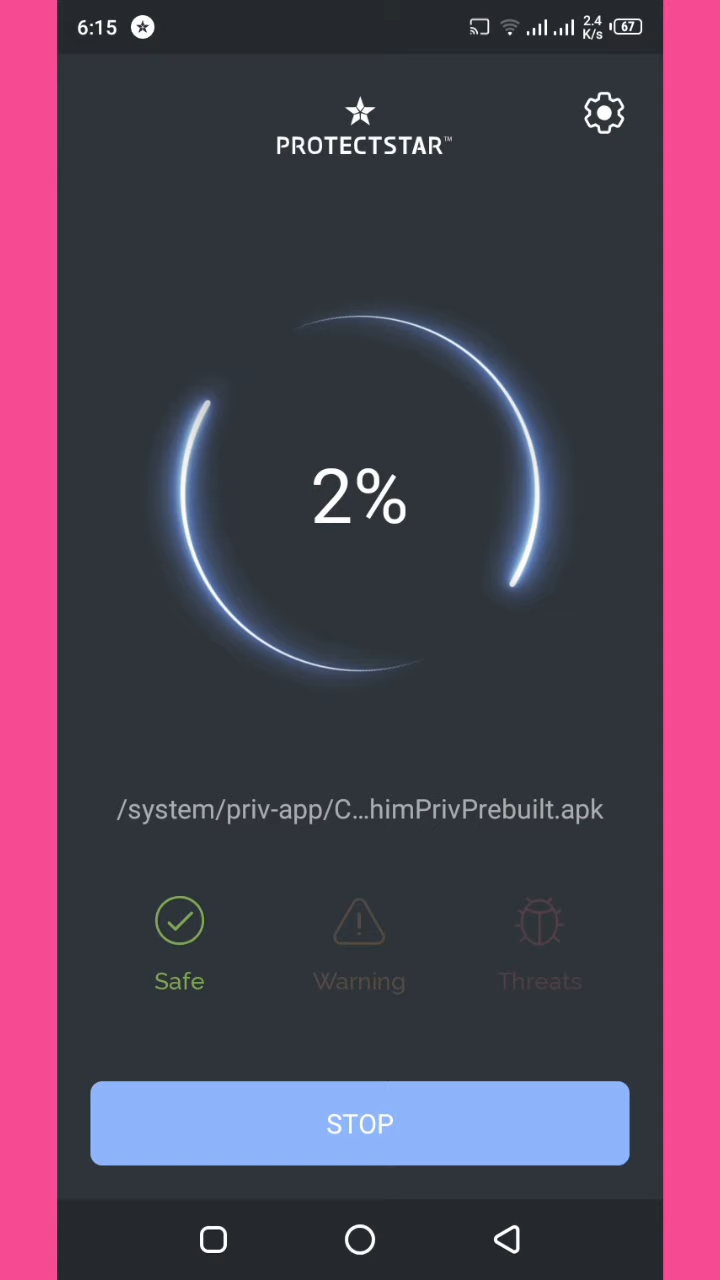 6:15
2.4
K/s
67
PROTECTSTAR™
2%
/system/priv-app/C...himPrivPrebuilt.apk
Safe
Warning
Threats
STOP